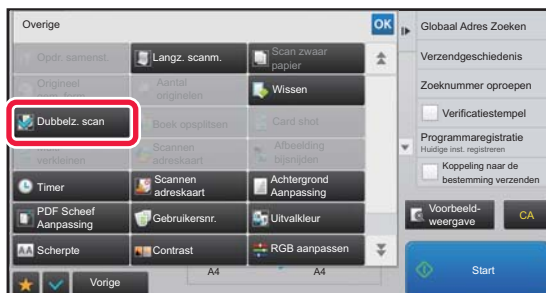 Overige
OK
Opdr. samenst.
Langz. scanm.
Scan zwaar
papier
Origineel
Aantal
originelen
Wissen
Dubbelz. scan
Boek opsplitsen
Card shot
verkleinen
Scannen
adreskaart
Afbeelding
bijsnijden
Timer
Scannen
adreskaart
Achtergrond
Aanpassing
PDF Scheef
Aanpassing
Gebruikersnr.
Uitvalkleur
AA Scherpte
Contrast
RGB aanpassen
Vorige
A4
A4
Globaal Adres Zoeken
Verzendgeschiedenis
Zoeknummer oproepen
Verificatiestempel
Programmaregistratie
Huidige inst. registreren
Koppeling naar de
bestemming verzenden
Voorbeeld-
weergave
CA
Start